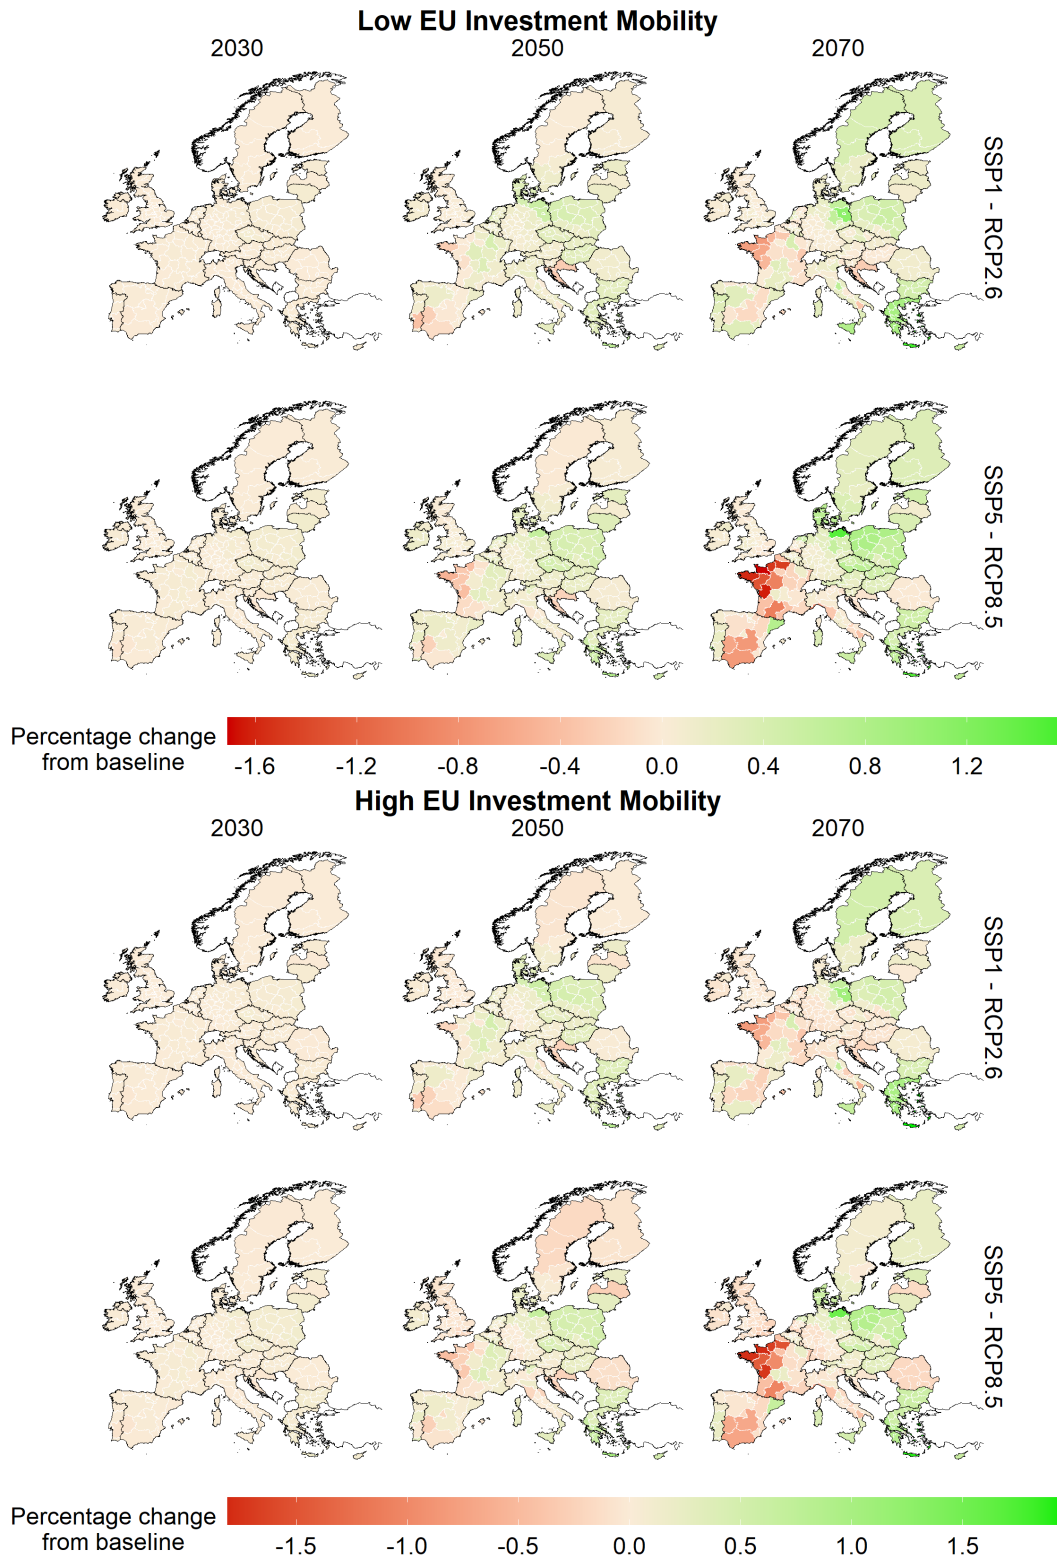 Low EU Investment Mobility
2030 2050 2070
SSP1 - RCP2.6
SSP5 - RCP8.5
Percentage change
from baseline
-1.6 -1.2 -0.8 -0.4 0.0 0.4 0.8 1.2
High EU Investment Mobility
2030 2050 2070
SSP1 - RCP2.6
SSP5 - RCP8.5
Percentage change
from baseline
-1.5 -1.0 -0.5 0.0 0.5 1.0 1.5